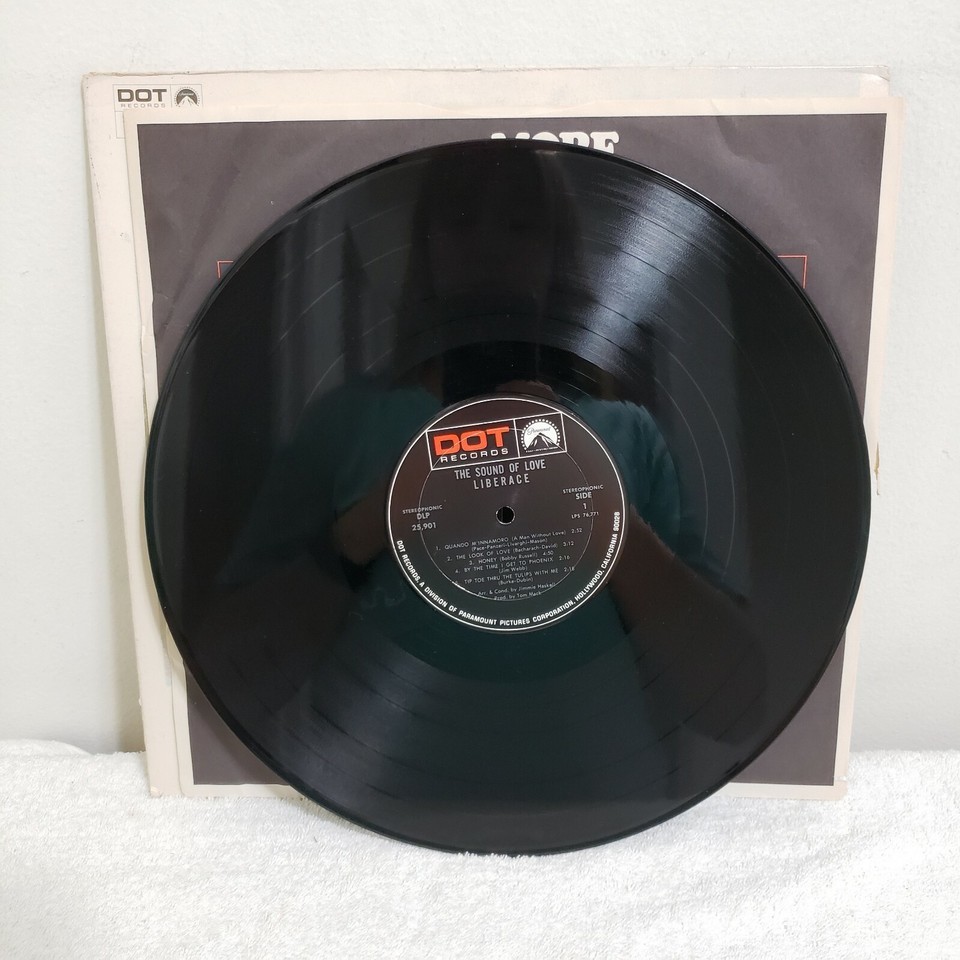 DOT
RECORDS
MORE
DOT
RECORDS
Paramount
THE SOUND OF LOVE
LIBERACE
STEREOPHONIC
DLP
25,901
STEREOPHONIC
SIDE
1
LPS 76,771
1. QUANDO M'INNAMORO (A Man Without Love) 2:52
(Pace-Panzeri-Livraghi-Mason)
2. THE LOOK OF LOVE (Bacharach-David) 3:12
3. HONEY (Bobby Russell) 4:50
4. BY THE TIME I GET TO PHOENIX 2:16
(Jim Webb)
TIP TOE THRU THE TULIPS WITH ME 2:18
(Burke-Dubin)
Arr. & Cond. by Jimmie Haskell
Prod. by Tom Mack
DOT RECORDS, A DIVISION OF PARAMOUNT PICTURES CORPORATION, HOLLYWOOD, CALIFORNIA 90028